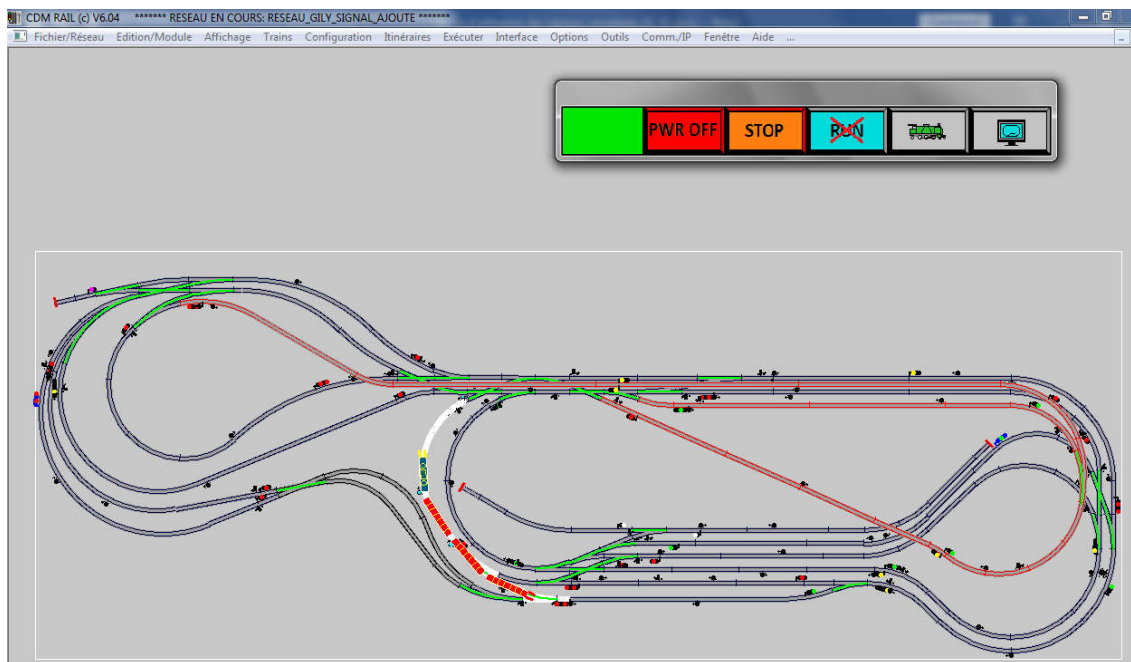 CDM RAIL (c) V6.04 ******* RESEAU EN COURS: RESEAU_GILY_SIGNAL_AJOUTE *******
Fichier/Réseau Edition/Module Affichage Trains Configuration Itinéraires Exécuter Interface Options Outils Comm./IP Fenêtre Aide ...
PWR OFF STOP RUN